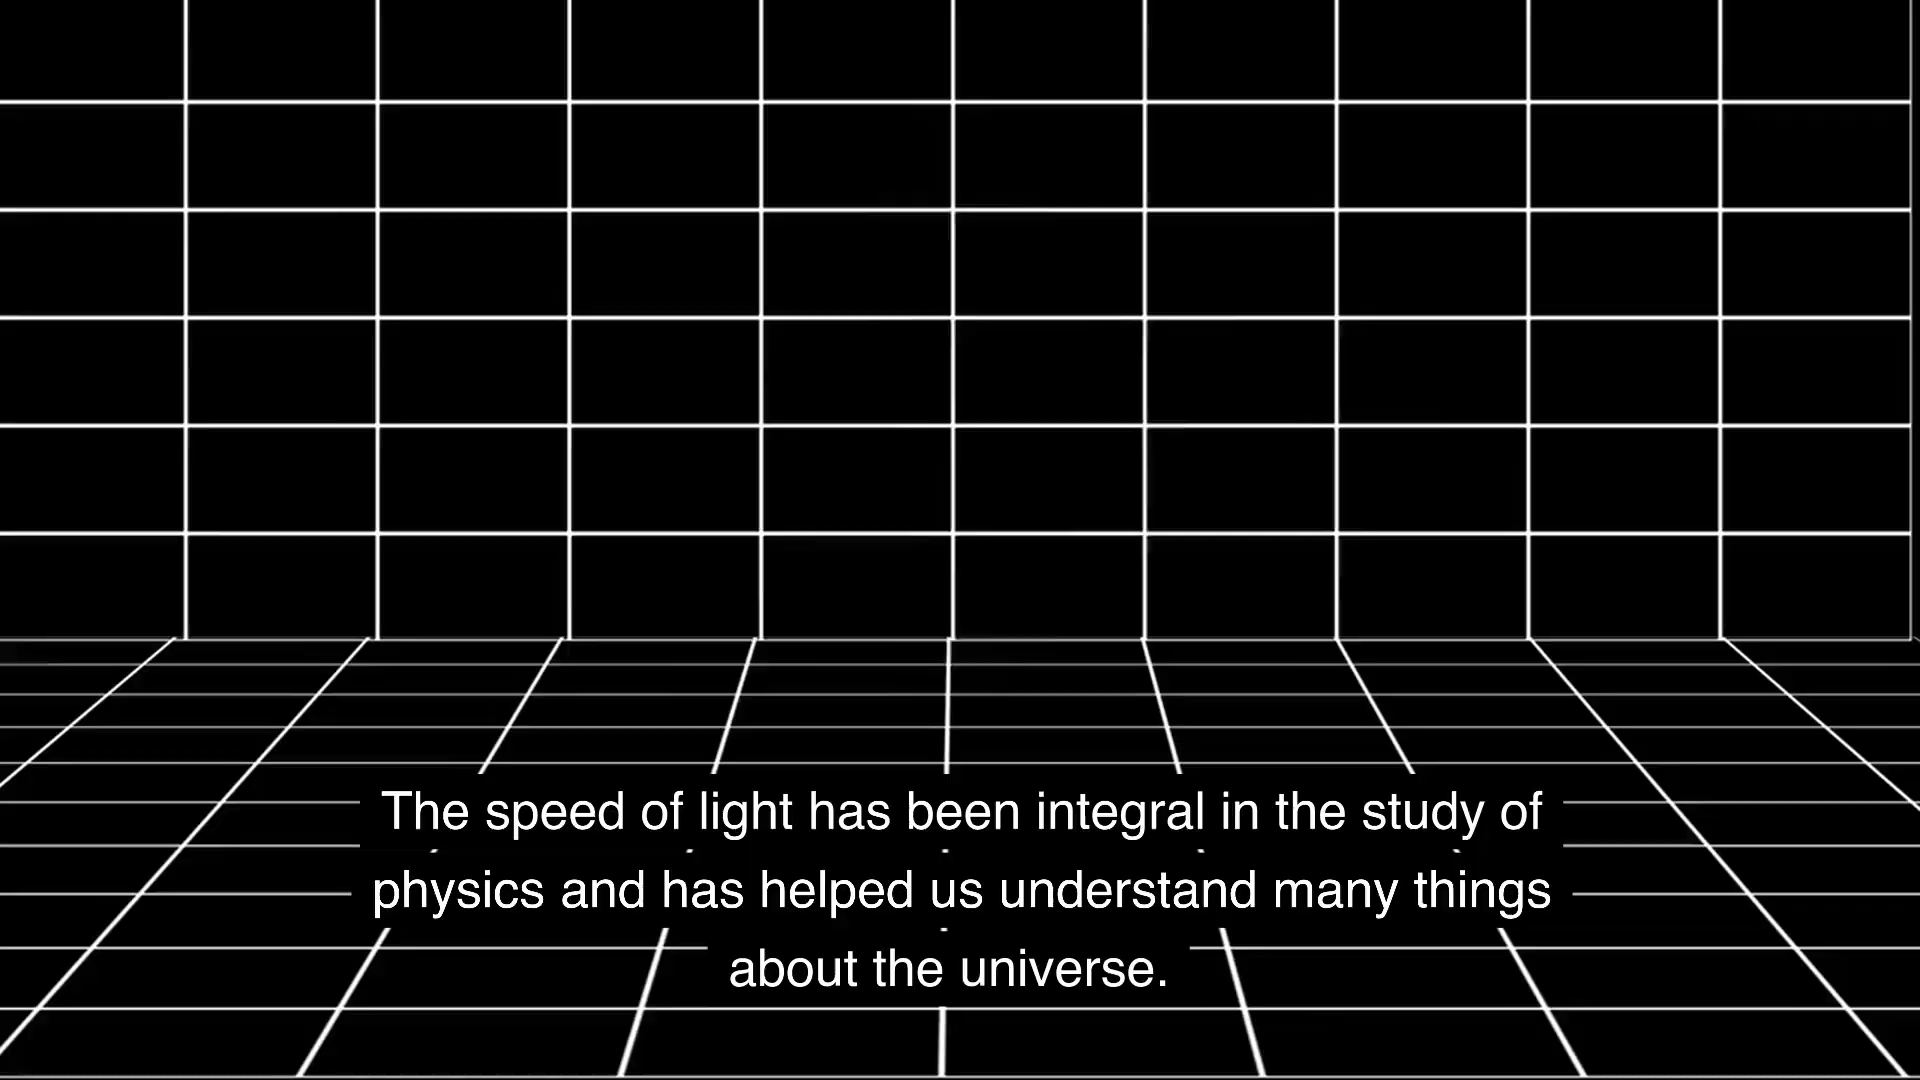 The speed of light has been integral in the study of
physics and has helped us understand many things
about the universe.